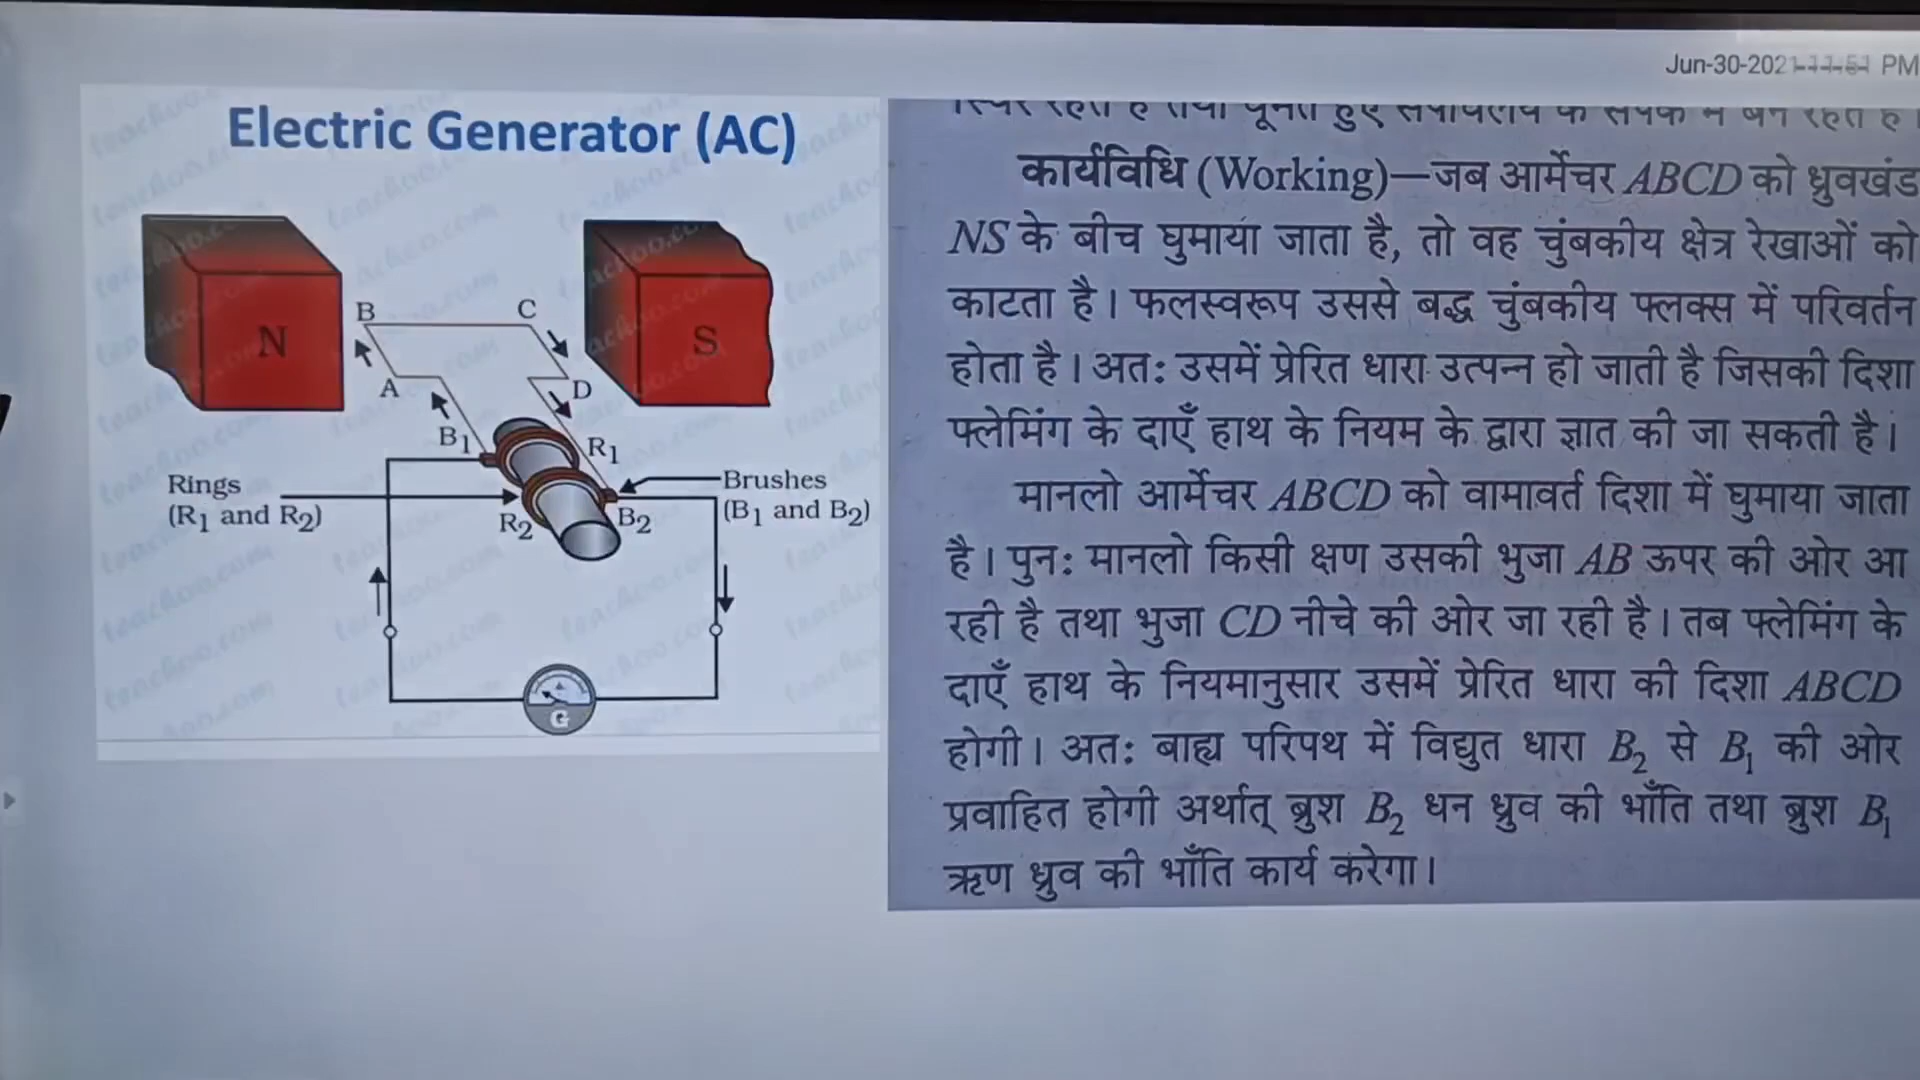 Jun-30-2021 11:51 PM
Electric Generator (AC)
N
S
B
C
A
D
B1
R1
Rings
(R1 and R2)
Brushes
(B1 and B2)
R2
B2
G
कार्यविधि (Working)—जब आर्मेचर ABCD को ध्रुवखंड
NS के बीच घुमाया जाता है, तो वह चुंबकीय क्षेत्र रेखाओं को
काटता है। फलस्वरूप उससे बद्ध चुंबकीय फ्लक्स में परिवर्तन
होता है। अतः उसमें प्रेरित धारा उत्पन्न हो जाती है जिसकी दिशा
फ्लेमिंग के दाएँ हाथ के नियम के द्वारा ज्ञात की जा सकती है।
मानलो आर्मेचर ABCD को वामावर्त दिशा में घुमाया जाता
है। पुनः मानलो किसी क्षण उसकी भुजा AB ऊपर की ओर आ
रही है तथा भुजा CD नीचे की ओर जा रही है। तब फ्लेमिंग के
दाएँ हाथ के नियमानुसार उसमें प्रेरित धारा की दिशा ABCD
होगी। अतः बाह्य परिपथ में विद्युत धारा B2 से B1 की ओर
प्रवाहित होगी अर्थात् ब्रुश B2 धन ध्रुव की भाँति तथा ब्रुश B1
ऋण ध्रुव की भाँति कार्य करेगा।